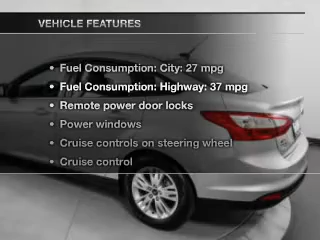 VEHICLE FEATURES
• Fuel Consumption: City: 27 mpg
• Fuel Consumption: Highway: 37 mpg
• Remote power door locks
• Power windows
• Cruise controls on steering wheel
• Cruise control